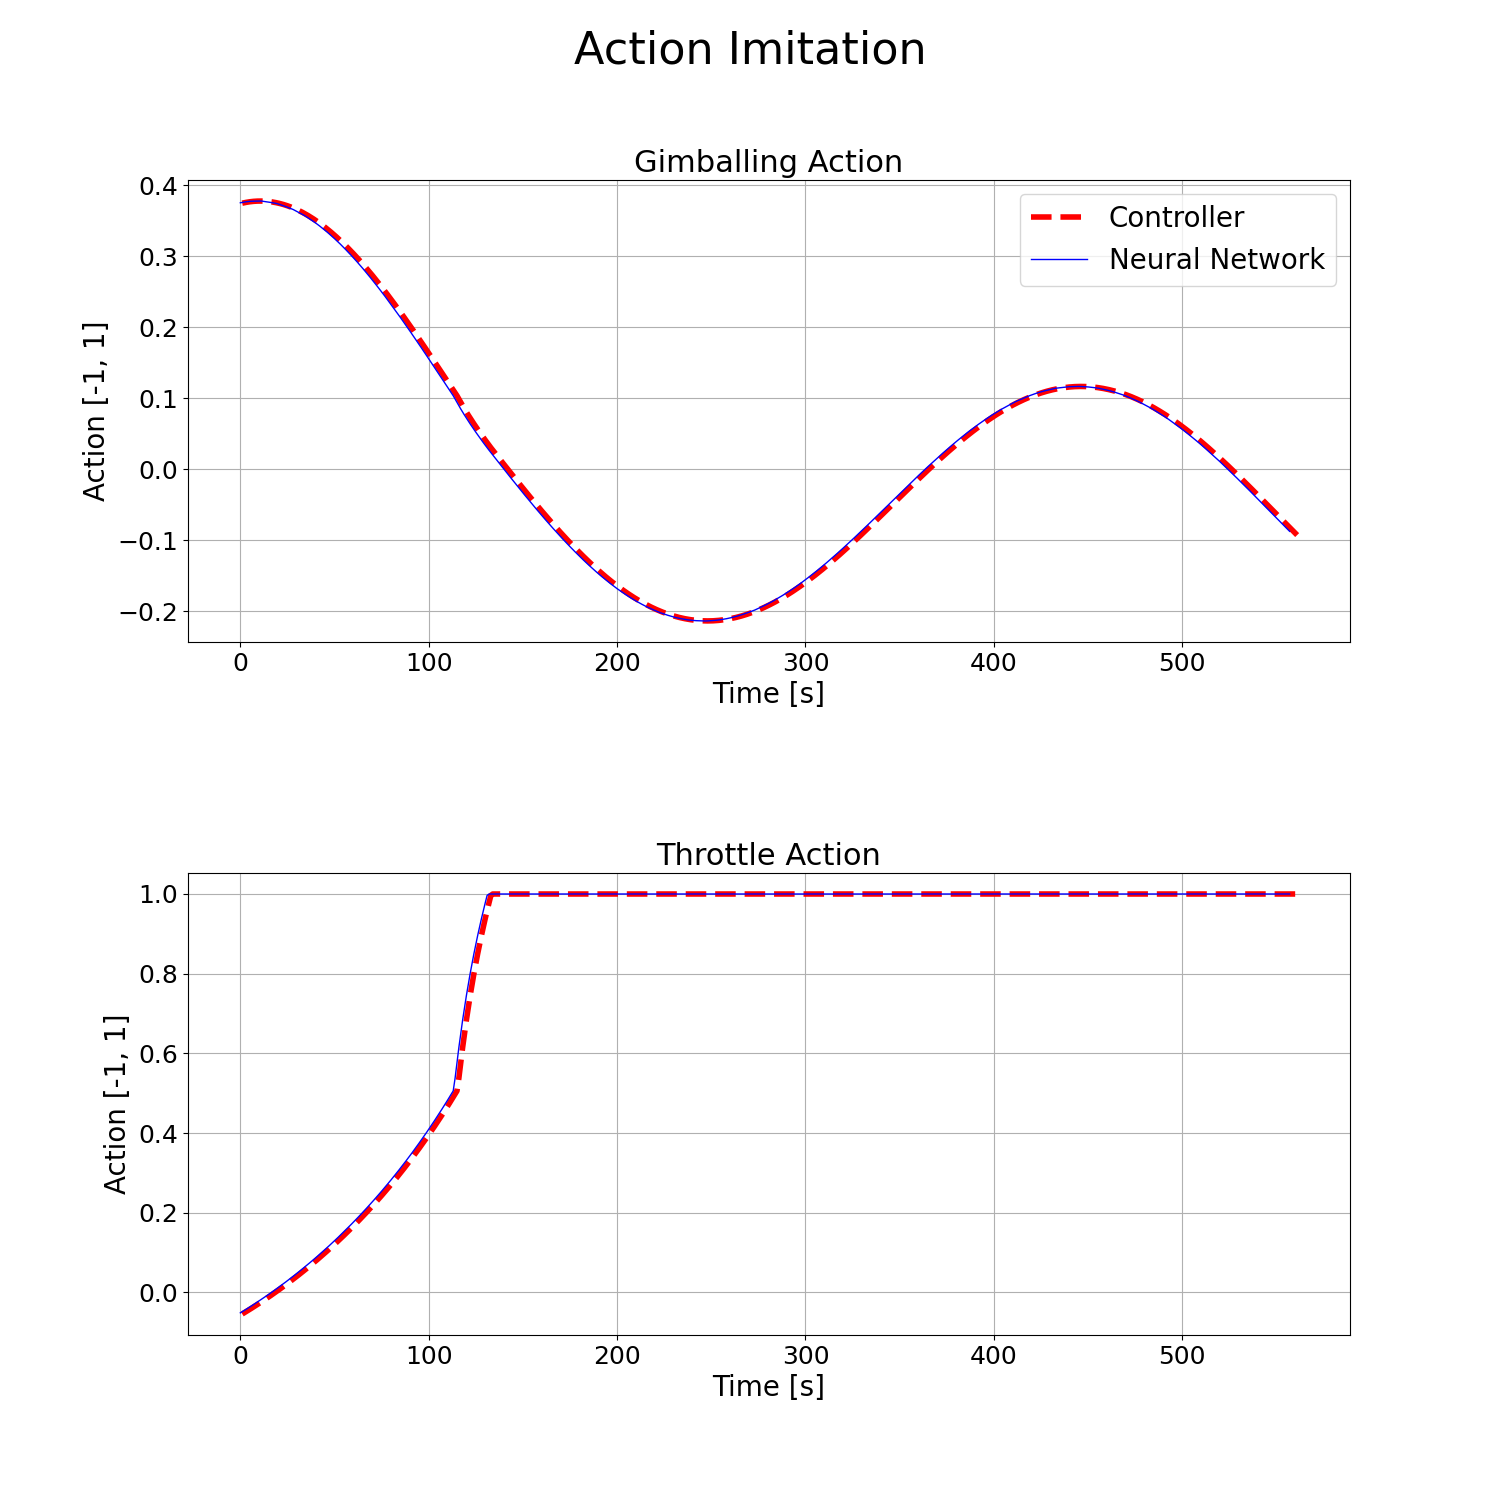 Action Imitation
Gimballing Action
0.4
0.3
0.2
0.1
0.0
−0.1
−0.2
Action [-1, 1]
Controller
Neural Network
0 100 200 300 400 500
Time [s]
Throttle Action
1.0
0.8
0.6
0.4
0.2
0.0
Action [-1, 1]
0 100 200 300 400 500
Time [s]